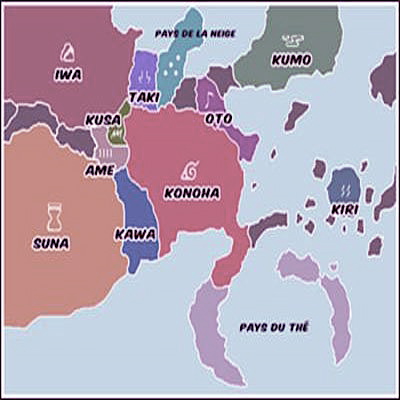 PAYS DE LA NEIGE
IWA
KUMO
TAKI
KUSA
OTO
AME
KONOHA
KIRI
SUNA
KAWA
PAYS DU THÉ